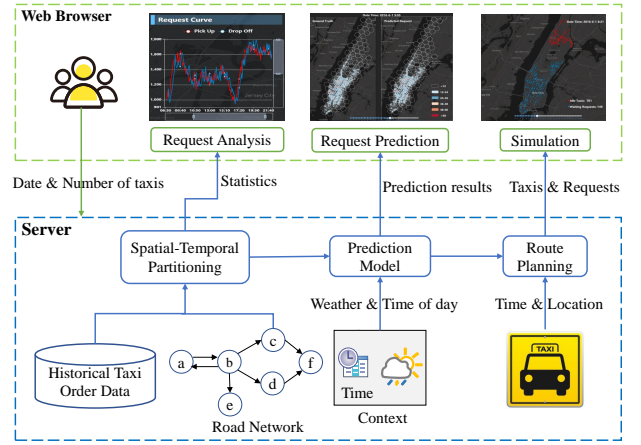 Web Browser
Request Curve
Pick Up Drop Off
Request Analysis
Request Prediction
Simulation
Date & Number of taxis
Statistics
Prediction results
Taxis & Requests
Server
Spatial-Temporal
Partitioning
Prediction
Model
Route
Planning
Weather & Time of day
Time & Location
Historical Taxi
Order Data
a
b
c
d
e
f
Road Network
Time
Context
TAXI